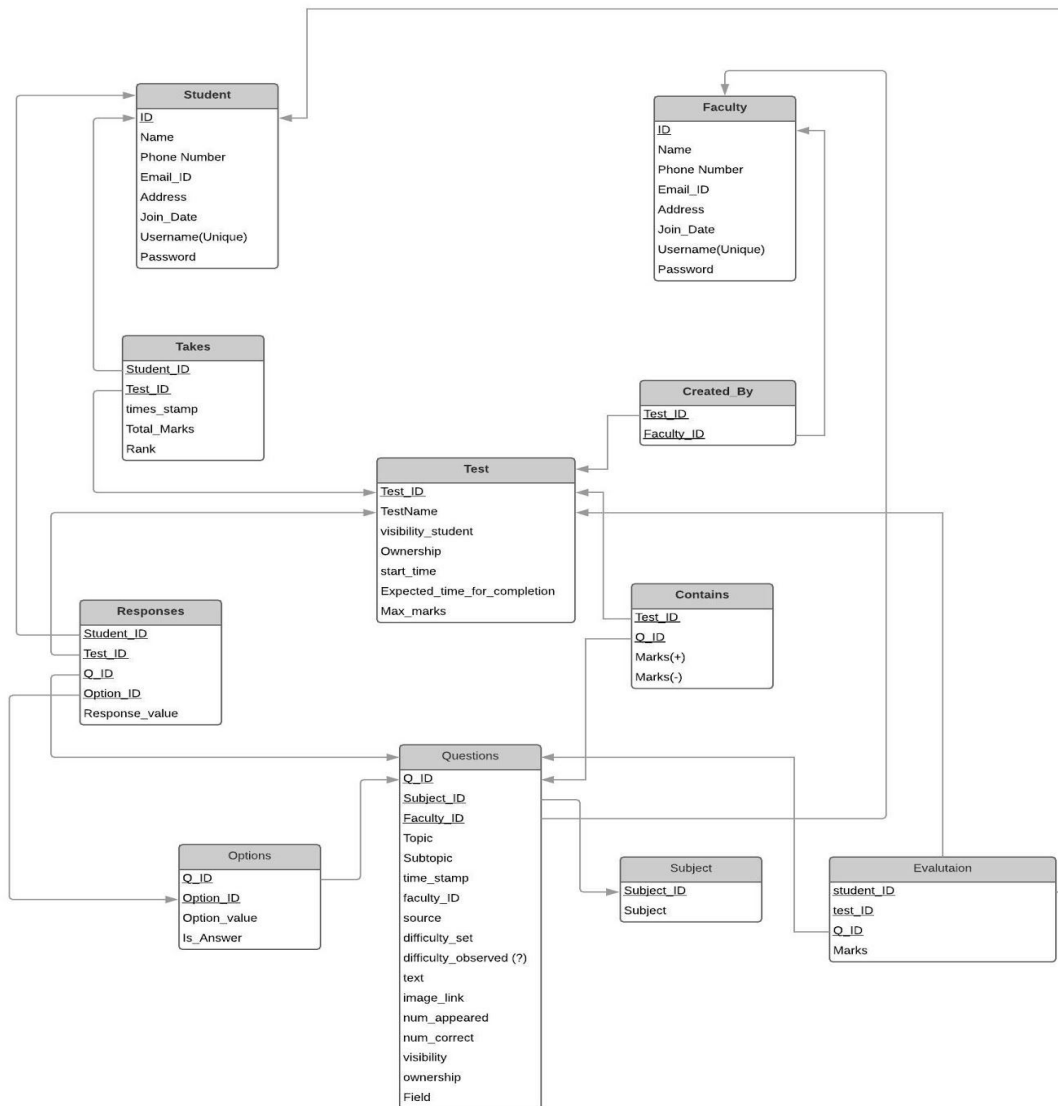 Student
ID
Name
Phone Number
Email_ID
Address
Join_Date
Username(Unique)
Password
Faculty
ID
Name
Phone Number
Email_ID
Address
Join_Date
Username(Unique)
Password
Takes
Student_ID
Test_ID
times_stamp
Total_Marks
Rank
Created_By
Test_ID
Faculty_ID
Test
Test_ID
TestName
visibility_student
Ownership
start_time
Expected_time_for_completion
Max_marks
Contains
Test_ID
Q_ID
Marks(+)
Marks(-)
Responses
Student_ID
Test_ID
Q_ID
Option_ID
Response_value
Questions
Q_ID
Subject_ID
Faculty_ID
Topic
Subtopic
time_stamp
faculty_ID
source
difficulty_set
difficulty_observed (?)
text
image_link
num_appeared
num_correct
visibility
ownership
Field
Options
Q_ID
Option_ID
Option_value
Is_Answer
Subject
Subject_ID
Subject
Evalutaion
student_ID
test_ID
Q_ID
Marks